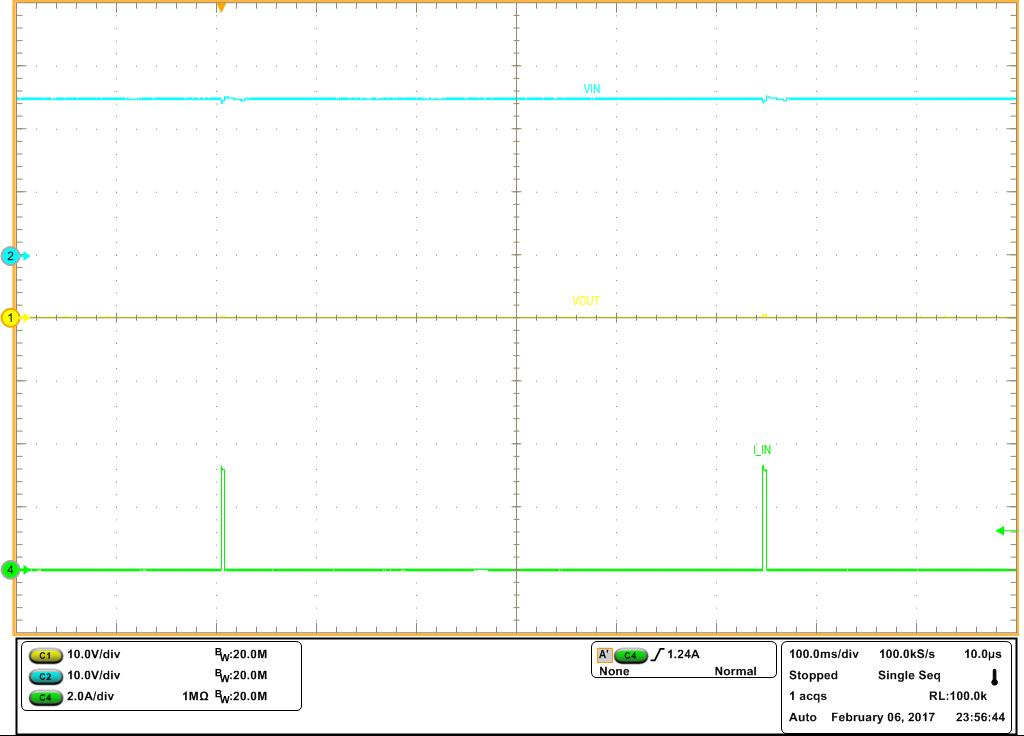 VIN
2
VOUT
1
I_IN
4
C1 10.0V/div BW:20.0M
C2 10.0V/div BW:20.0M
C4 2.0A/div 1MΩ BW:20.0M
A' C4 1.24A
None Normal
100.0ms/div 100.0kS/s 10.0µs
Stopped Single Seq
1 acqs RL:100.0k
Auto February 06, 2017 23:56:44